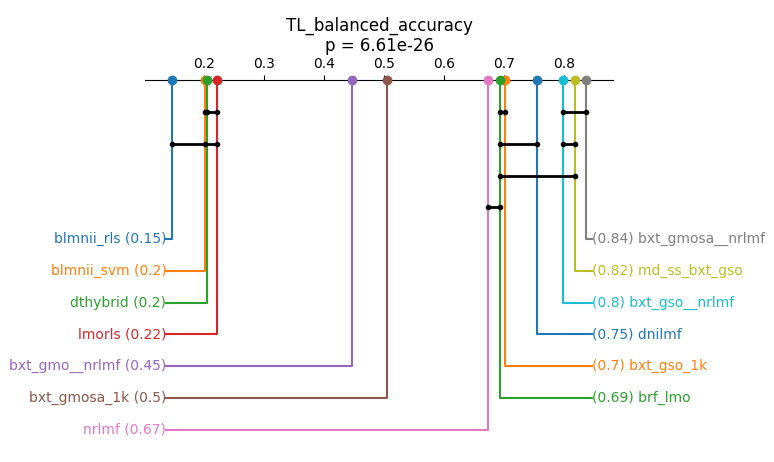 TL_balanced_accuracy
p = 6.61e-26
0.2 0.3 0.4 0.5 0.6 0.7 0.8
blmnii_rls (0.15)
(0.84) bxt_gmosa__nrlmf
blmnii_svm (0.2)
(0.82) md_ss_bxt_gso
dthybrid (0.2)
(0.8) bxt_gso__nrlmf
lmorls (0.22)
(0.75) dnilmf
bxt_gmo__nrlmf (0.45)
(0.7) bxt_gso_1k
bxt_gmosa_1k (0.5)
(0.69) brf_lmo
nrlmf (0.67)